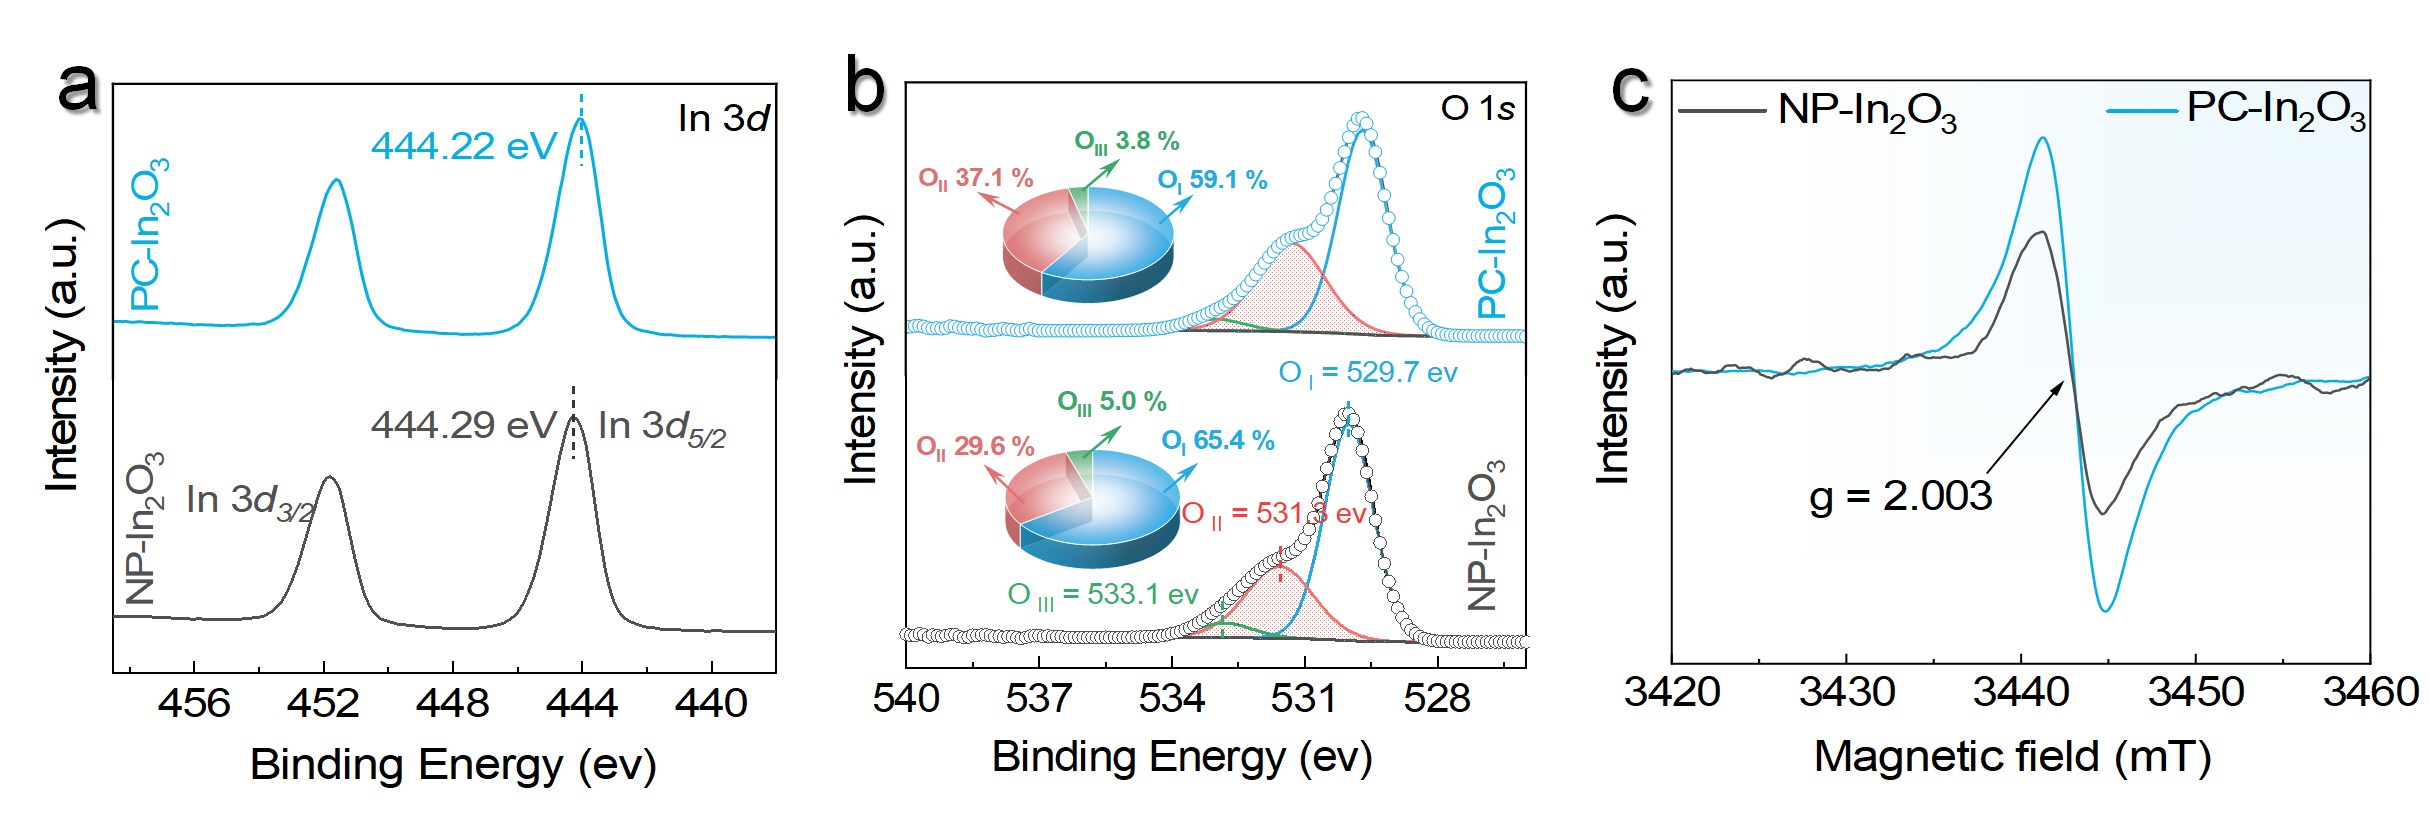 a
In 3d
444.22 eV
PC-In2O3
444.29 eV
In 3d5/2
In 3d3/2
NP-In2O3
Intensity (a.u.)
456 452 448 444 440
Binding Energy (ev)
b
O 1s
OIII 3.8 %
OII 37.1 %
OI 59.1 %
PC-In2O3
O I = 529.7 ev
OIII 5.0 %
OII 29.6 %
OI 65.4 %
O II = 531.3 ev
O III = 533.1 ev
NP-In2O3
Intensity (a.u.)
540 537 534 531 528
Binding Energy (ev)
c
NP-In2O3 PC-In2O3
g = 2.003
Intensity (a.u.)
3420 3430 3440 3450 3460
Magnetic field (mT)